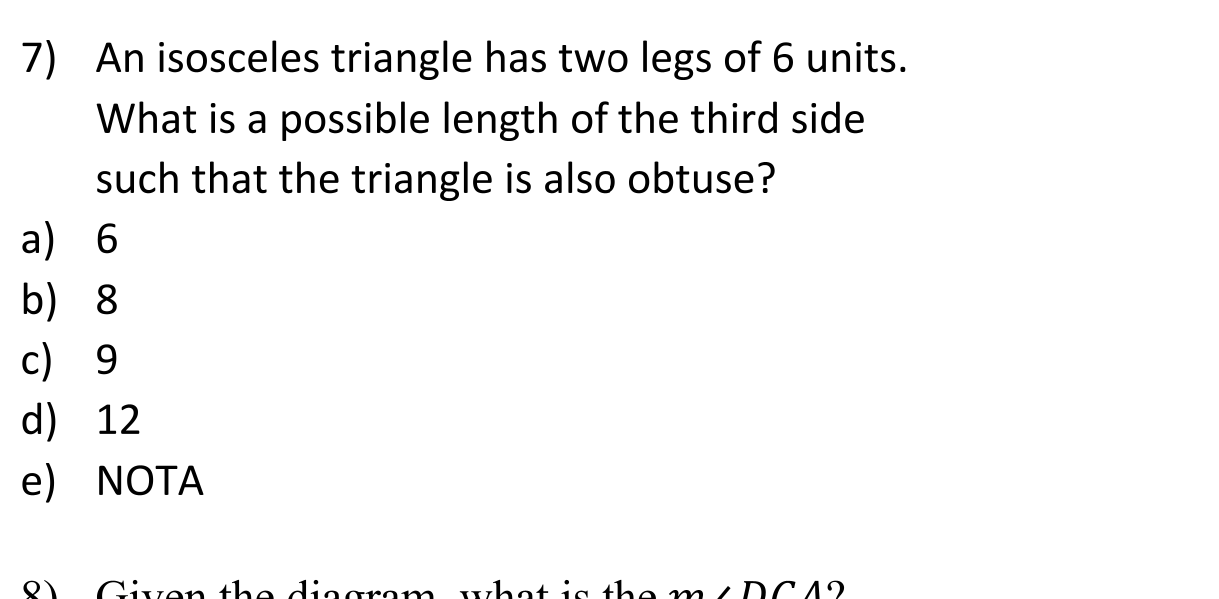 7) An isosceles triangle has two legs of 6 units.
What is a possible length of the third side
such that the triangle is also obtuse?
a) 6
b) 8
c) 9
d) 12
e) NOTA
8) Given the diagram, what is the m∠DCA?